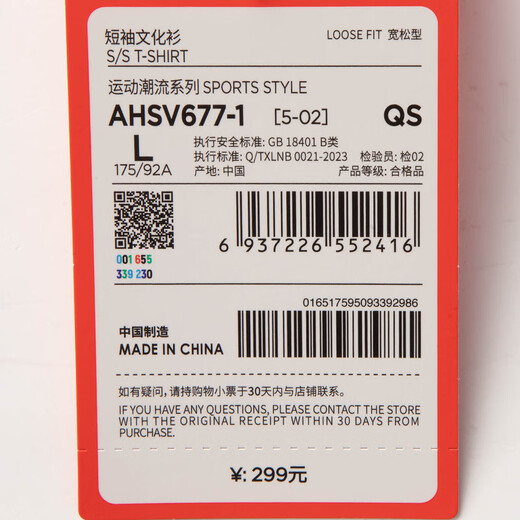 短袖文化衫
LOOSE FIT 宽松型
S/S T-SHIRT
运动潮流系列 SPORTS STYLE
AHSV677-1 [5-02] QS
L
175/92A
执行安全标准: GB 18401 B类
执行标准: Q/TXLNB 0021-2023 检验员: 检02
产地: 中国 产品等级: 合格品
001 655
339 230
6 937226 552416
016517595093392986
中国制造
MADE IN CHINA
如有疑问，请持购物小票于30天内与店铺联系。
IF YOU HAVE ANY QUESTIONS, PLEASE CONTACT THE STORE
WITH THE ORIGINAL RECEIPT WITHIN 30 DAYS FROM
PURCHASE.
¥: 299元